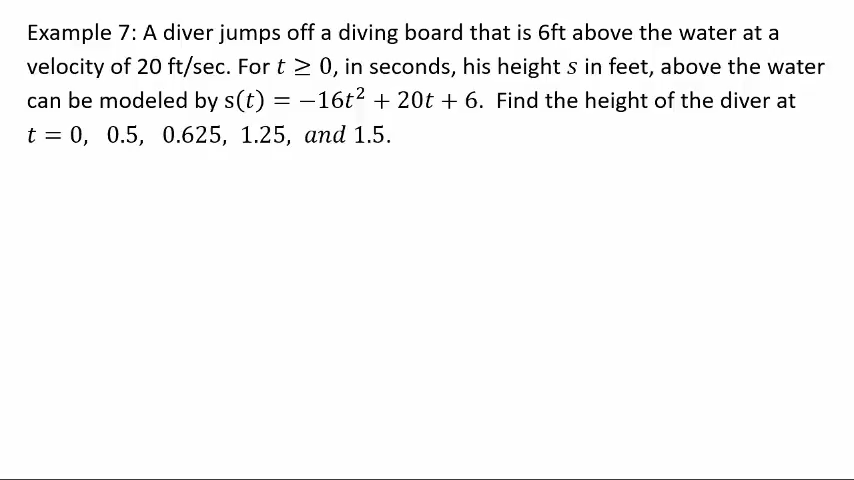 Example 7: A diver jumps off a diving board that is 6ft above the water at a
velocity of 20 ft/sec. For t ≥ 0, in seconds, his height s in feet, above the water
can be modeled by s(t) = −16t² + 20t + 6. Find the height of the diver at
t = 0, 0.5, 0.625, 1.25, and 1.5.